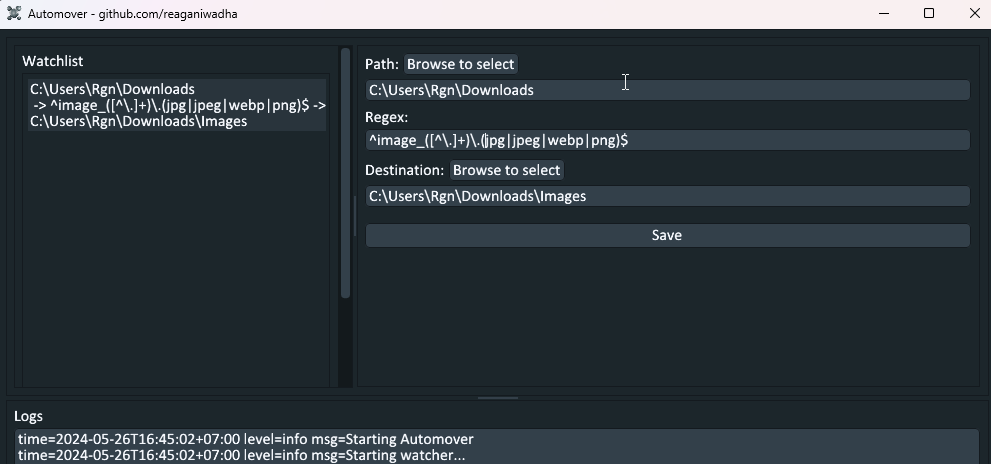 Automover - github.com/reaganiwadha
Watchlist
C:\Users\Rgn\Downloads
-> ^image_([^\.]+)\.(jpg|jpeg|webp|png)$ ->
C:\Users\Rgn\Downloads\Images
Path: Browse to select
C:\Users\Rgn\Downloads
Regex:
^image_([^\.]+)\.(jpg|jpeg|webp|png)$
Destination: Browse to select
C:\Users\Rgn\Downloads\Images
Save
Logs
time=2024-05-26T16:45:02+07:00 level=info msg=Starting Automover
time=2024-05-26T16:45:02+07:00 level=info msg=Starting watcher...